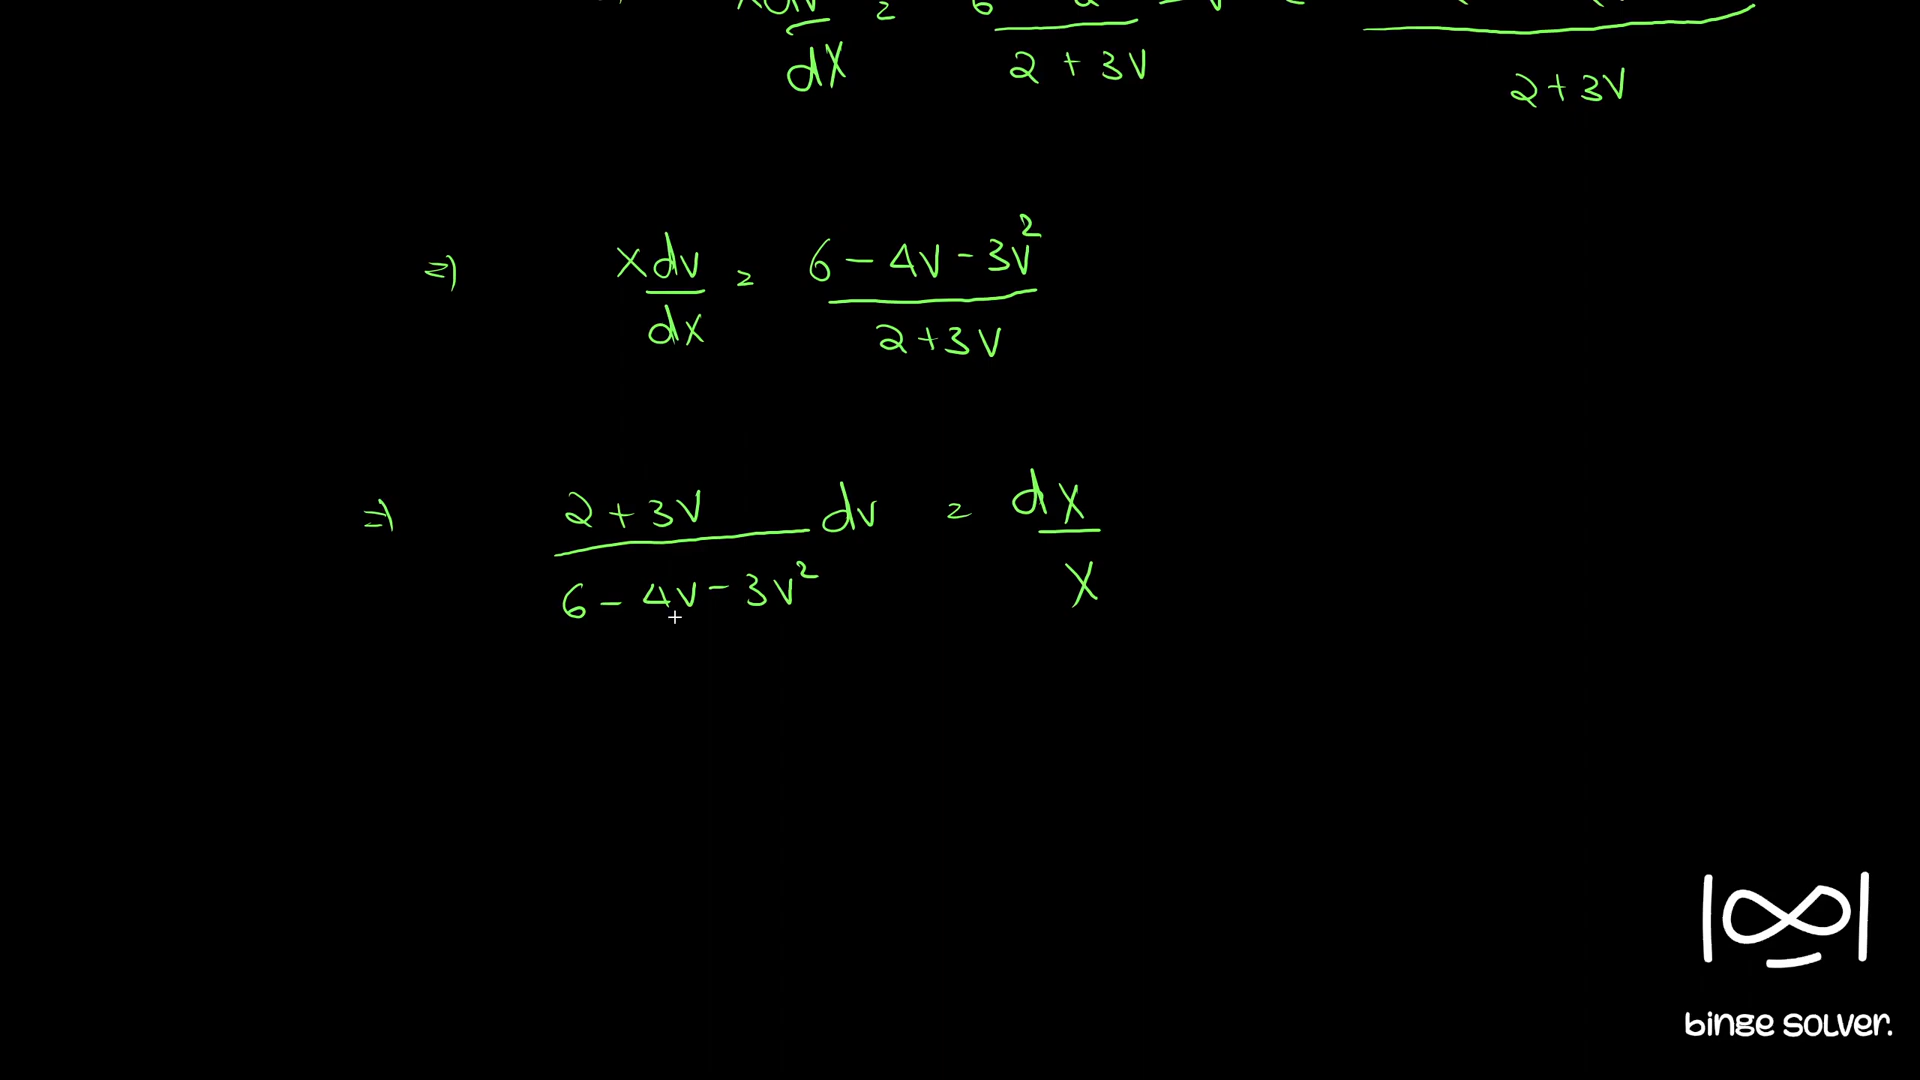 dX 2 + 3V 2 + 3V
=) x dv/dx = (6 - 4v - 3v²)/(2 + 3V)
=) (2 + 3V)/(6 - 4v - 3v²) dv = dX/X
binge solver.